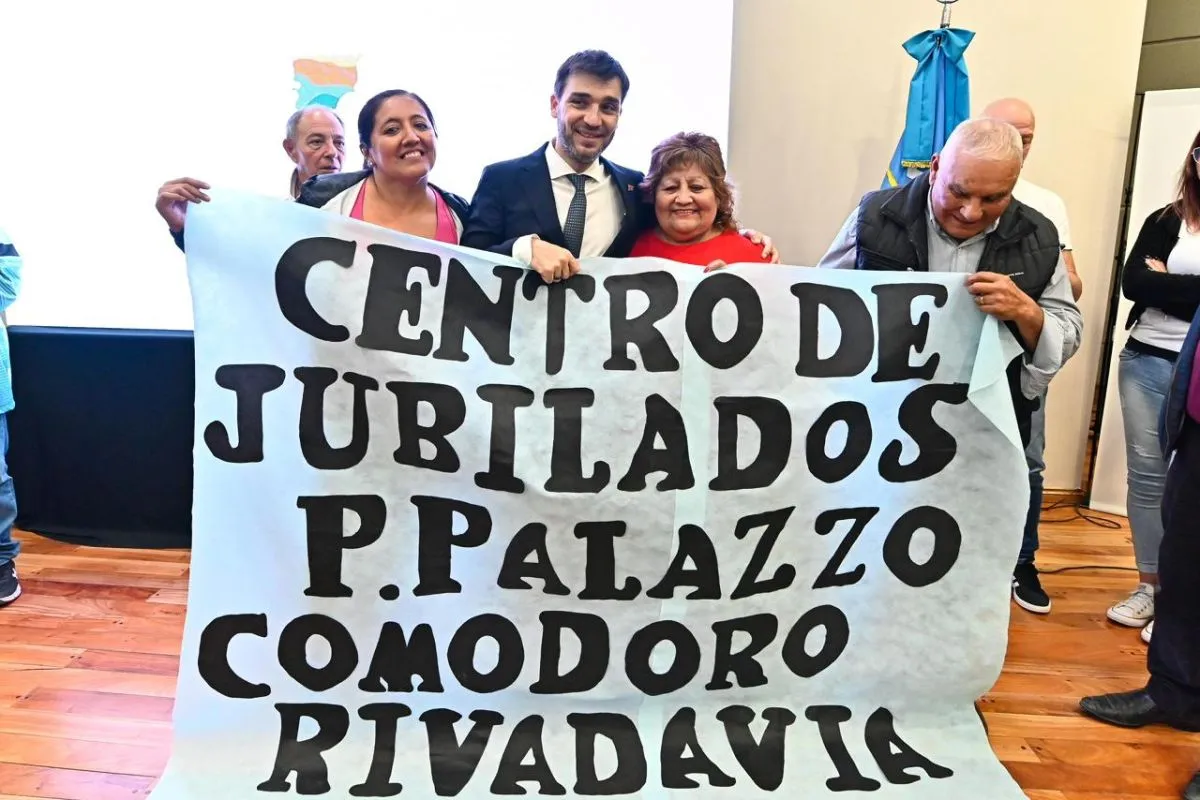 CENTRO DE
JUBILADOS
P. PALAZZO
COMODORO
RIVADAVIA